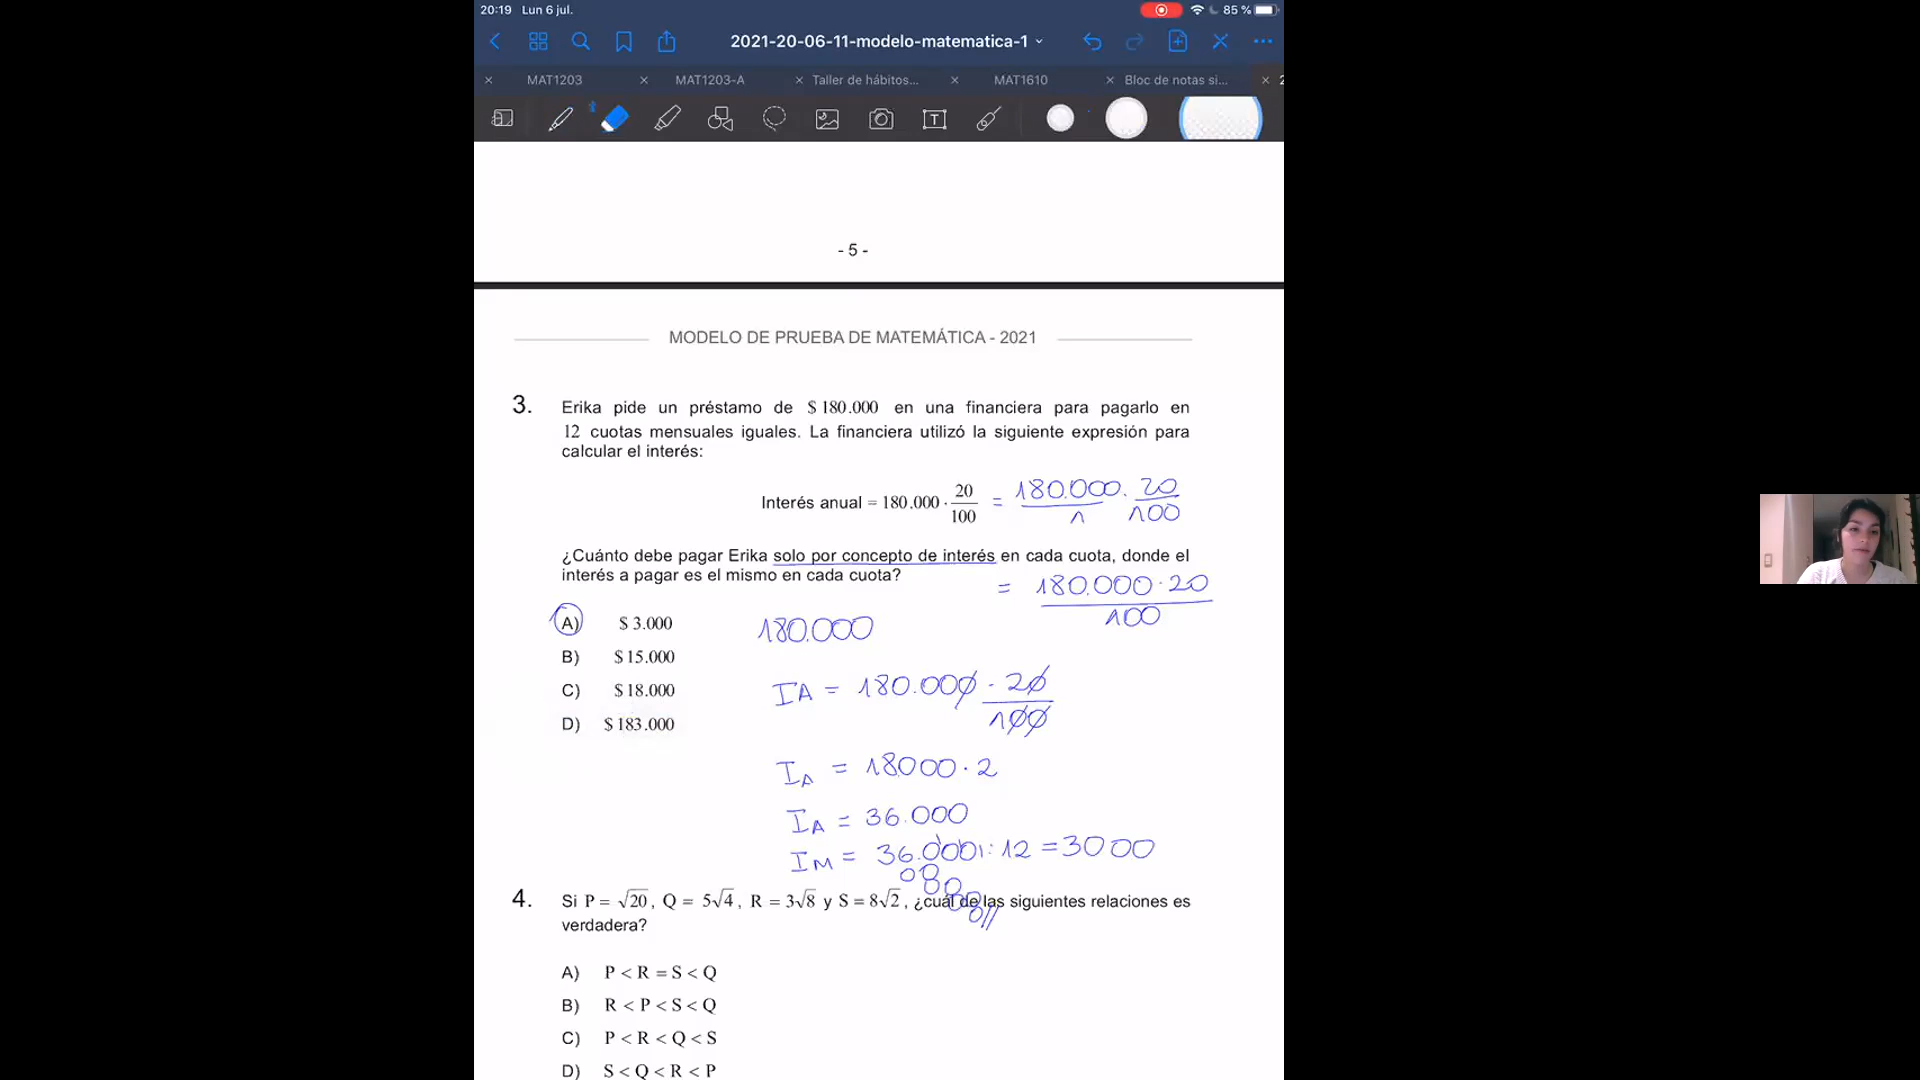 20:19 Lun 6 jul. 85 %
2021-20-06-11-modelo-matematica-1
MAT1203 MAT1203-A Taller de hábitos... MAT1610 Bloc de notas si... 2
- 5 -
MODELO DE PRUEBA DE MATEMÁTICA - 2021
3. Erika pide un préstamo de $ 180.000 en una financiera para pagarlo en
12 cuotas mensuales iguales. La financiera utilizó la siguiente expresión para
calcular el interés:
Interés anual = 180.000 · 20/100 = 180.000/1 · 20/100
¿Cuánto debe pagar Erika solo por concepto de interés en cada cuota, donde el
interés a pagar es el mismo en cada cuota?
= 180.000 · 20 / 100
A) $ 3.000
180.000
B) $ 15.000
C) $ 18.000
IA = 180.000 · 20/100
D) $ 183.000
IA = 18000 · 2
IA = 36.000
IM = 36.000 : 12 = 3000
00
00
00
0//
4. Si P = √20, Q = 5√4, R = 3√8 y S = 8√2, ¿cuál de las siguientes relaciones es
verdadera?
A) P < R = S < Q
B) R < P < S < Q
C) P < R < Q < S
D) S < Q < R < P